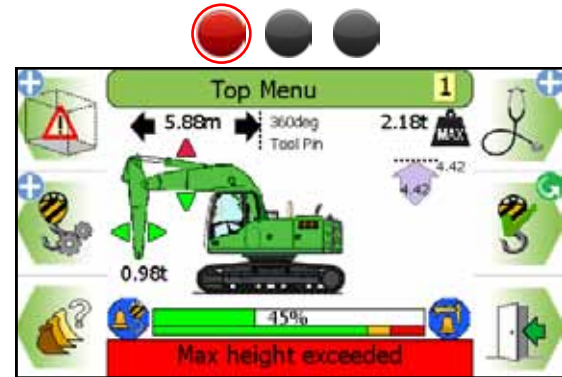 Top Menu
1
5.88m
360deg
Tool Pin
2.18t
MAX
4.42
4.42
0.98t
45%
Max height exceeded